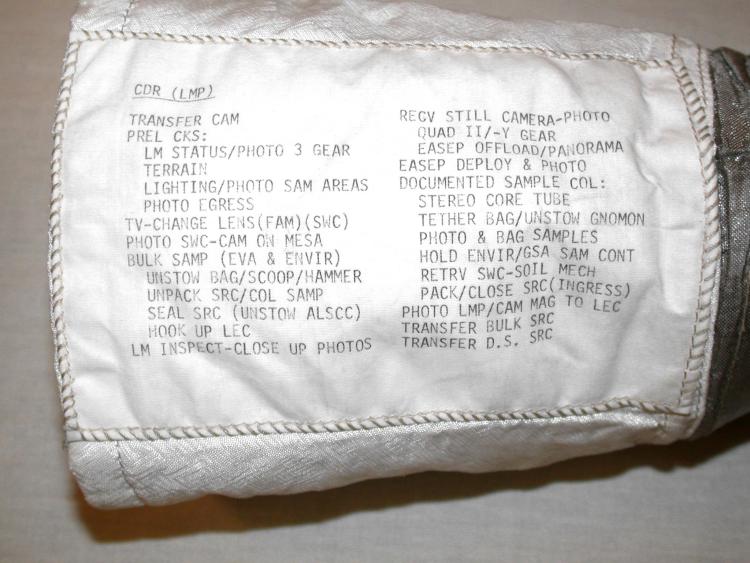 CDR (LMP)
TRANSFER CAM
PREL CKS:
LM STATUS/PHOTO 3 GEAR
TERRAIN
LIGHTING/PHOTO SAM AREAS
PHOTO EGRESS
TV-CHANGE LENS(FAM)(SWC)
PHOTO SWC-CAM ON MESA
BULK SAMP (EVA & ENVIR)
UNSTOW BAG/SCOOP/HAMMER
UNPACK SRC/COL SAMP
SEAL SRC (UNSTOW ALSCC)
HOOK UP LEC
LM INSPECT-CLOSE UP PHOTOS
RECV STILL CAMERA-PHOTO
QUAD II/-Y GEAR
EASEP OFFLOAD/PANORAMA
EASEP DEPLOY & PHOTO
DOCUMENTED SAMPLE COL:
STEREO CORE TUBE
TETHER BAG/UNSTOW GNOMON
PHOTO & BAG SAMPLES
HOLD ENVIR/GSA SAM CONT
RETRV SWC-SOIL MECH
PACK/CLOSE SRC(INGRESS)
PHOTO LMP/CAM MAG TO LEC
TRANSFER BULK SRC
TRANSFER D.S. SRC